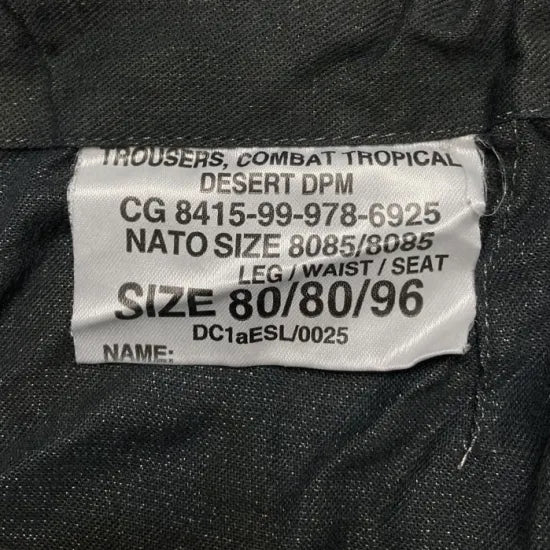 TROUSERS, COMBAT TROPICAL
DESERT DPM
CG 8415-99-978-6925
NATO SIZE 8085/8085
LEG / WAIST / SEAT
SIZE 80/80/96
DC1aESL/0025
NAME: